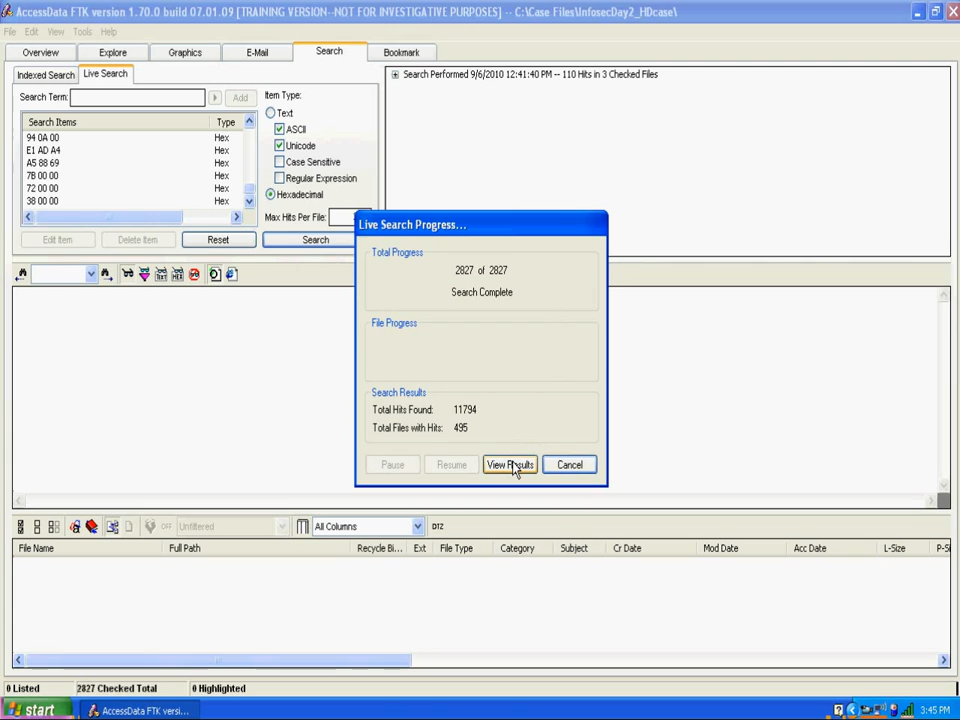 AccessData FTK version 1.70.0 build 07.01.09 [TRAINING VERSION--NOT FOR INVESTIGATIVE PURPOSES] -- C:\Case Files\InfosecDay2_HDcase\
File Edit View Tools Help
Overview Explore Graphics E-Mail Search Bookmark
Indexed Search Live Search
Search Performed 9/6/2010 12:41:40 PM -- 110 Hits in 3 Checked Files
Search Term: Add Item Type:
Text
Search Items Type ASCII
94 0A 00 Hex Unicode
E1 AD A4 Hex
A5 88 69 Hex Case Sensitive
7B 00 00 Hex Regular Expression
72 00 00 Hex
38 00 00 Hex Hexadecimal
Max Hits Per File:
Edit Item Delete Item Reset Search
Live Search Progress...
Total Progress
2827 of 2827
Search Complete
File Progress
Search Results
Total Hits Found: 11794
Total Files with Hits: 495
Pause Resume View Results Cancel
OFF Unfiltered All Columns DTZ
File Name Full Path Recycle Bi... Ext File Type Category Subject Cr Date Mod Date Acc Date L-Size P-Si
0 Listed 2827 Checked Total 0 Highlighted
start AccessData FTK versi... 3:45 PM